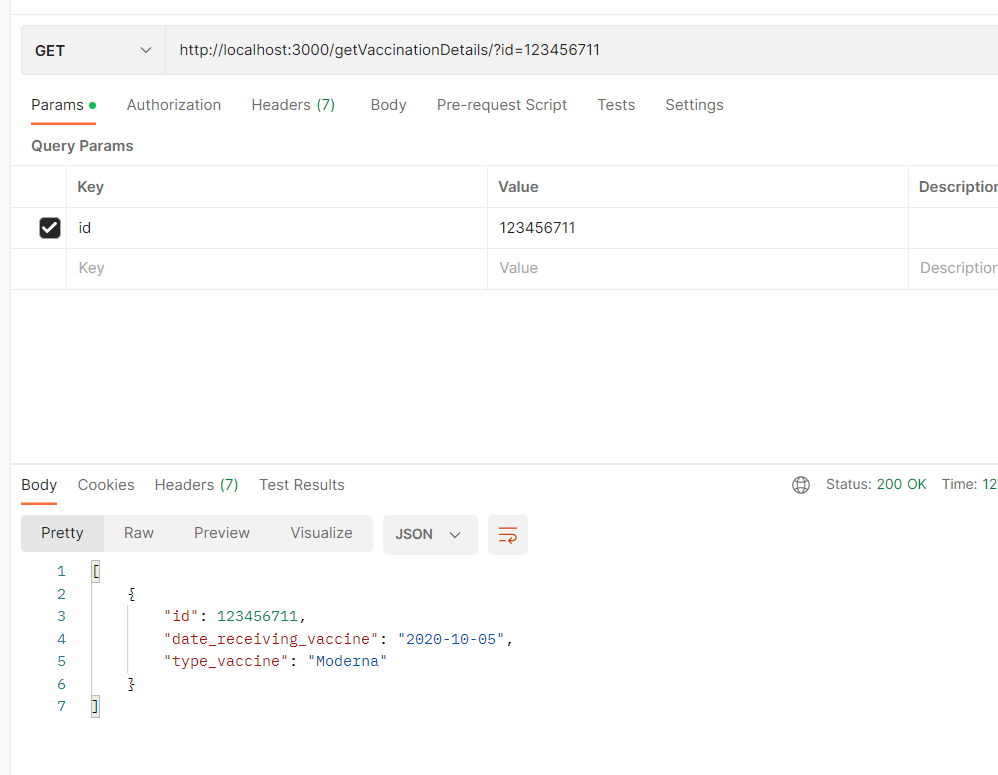 GET http://localhost:3000/getVaccinationDetails/?id=123456711
Params Authorization Headers (7) Body Pre-request Script Tests Settings
Query Params
Key Value Description
id 123456711
Key Value Description
Body Cookies Headers (7) Test Results Status: 200 OK Time: 12
Pretty Raw Preview Visualize JSON
1 [
2 {
3 "id": 123456711,
4 "date_receiving_vaccine": "2020-10-05",
5 "type_vaccine": "Moderna"
6 }
7 ]